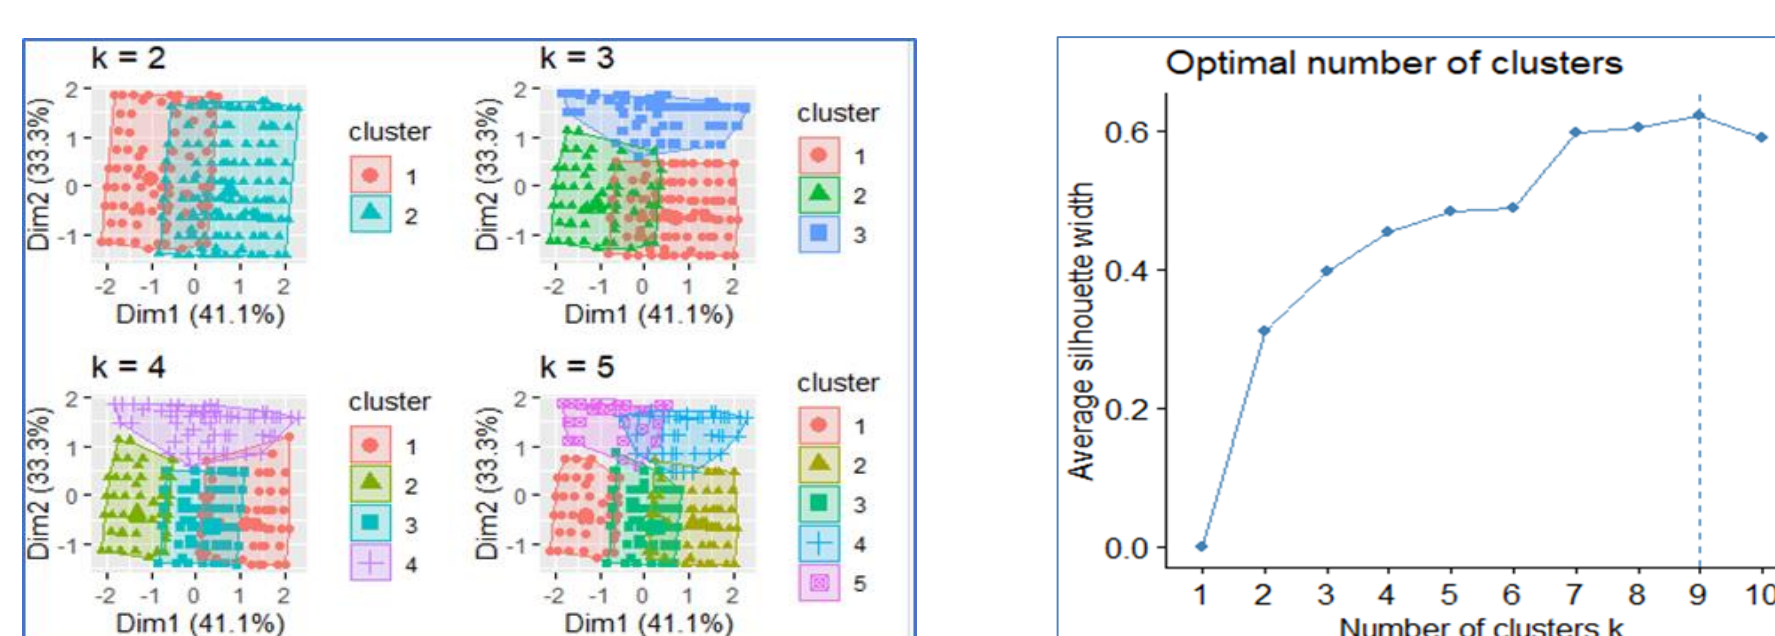 k = 2
2
1
0
-1
Dim2 (33.3%)
-2 -1 0 1 2
Dim1 (41.1%)
cluster
1
2
k = 3
2
1
0
-1
Dim2 (33.3%)
-2 -1 0 1 2
Dim1 (41.1%)
cluster
1
2
3
k = 4
2
1
0
-1
Dim2 (33.3%)
-2 -1 0 1 2
Dim1 (41.1%)
cluster
1
2
3
4
k = 5
2
1
0
-1
Dim2 (33.3%)
-2 -1 0 1 2
Dim1 (41.1%)
cluster
1
2
3
4
5
Optimal number of clusters
0.6
0.4
0.2
0.0
Average silhouette width
1 2 3 4 5 6 7 8 9 10
Number of clusters k